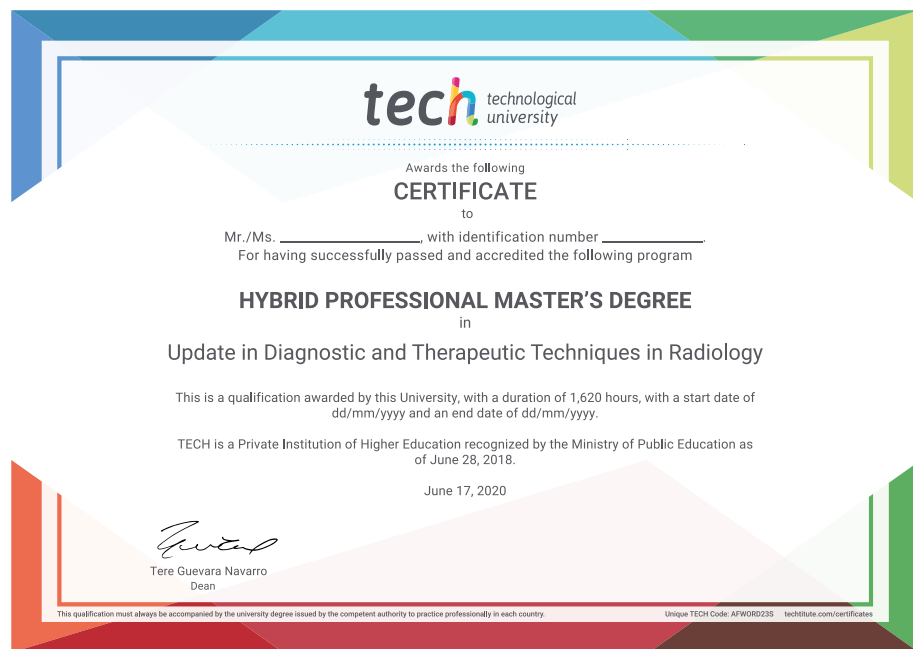 tech technological
university
Awards the following
CERTIFICATE
to
Mr./Ms. ____________________, with identification number ______________.
For having successfully passed and accredited the following program
HYBRID PROFESSIONAL MASTER'S DEGREE
in
Update in Diagnostic and Therapeutic Techniques in Radiology
This is a qualification awarded by this University, with a duration of 1,620 hours, with a start date of
dd/mm/yyyy and an end date of dd/mm/yyyy.
TECH is a Private Institution of Higher Education recognized by the Ministry of Public Education as
of June 28, 2018.
June 17, 2020
Tere Guevara Navarro
Dean
This qualification must always be accompanied by the university degree issued by the competent authority to practice professionally in each country. Unique TECH Code: AFWORD23S techtitute.com/certificates